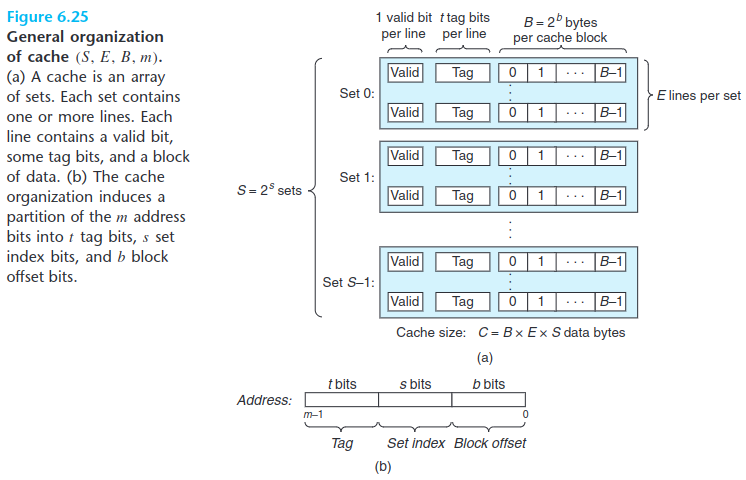 Figure 6.25
General organization
of cache (S, E, B, m).
(a) A cache is an array
of sets. Each set contains
one or more lines. Each
line contains a valid bit,
some tag bits, and a block
of data. (b) The cache
organization induces a
partition of the m address
bits into t tag bits, s set
index bits, and b block
offset bits.
1 valid bit per line
t tag bits per line
B = 2ᵇ bytes per cache block
S = 2ˢ sets
Set 0:
Valid Tag 0 1 · · · B–1
Valid Tag 0 1 · · · B–1
E lines per set
Set 1:
Valid Tag 0 1 · · · B–1
Valid Tag 0 1 · · · B–1
Set S–1:
Valid Tag 0 1 · · · B–1
Valid Tag 0 1 · · · B–1
Cache size: C = B × E × S data bytes
(a)
t bits s bits b bits
Address:
m–1 0
Tag Set index Block offset
(b)